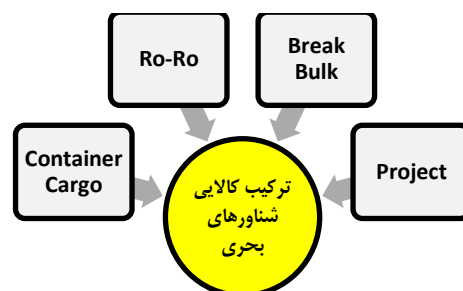 Ro-Ro
Break
Bulk
Container
Cargo
Project
ترکیب کالایی
شناورهای
بحری